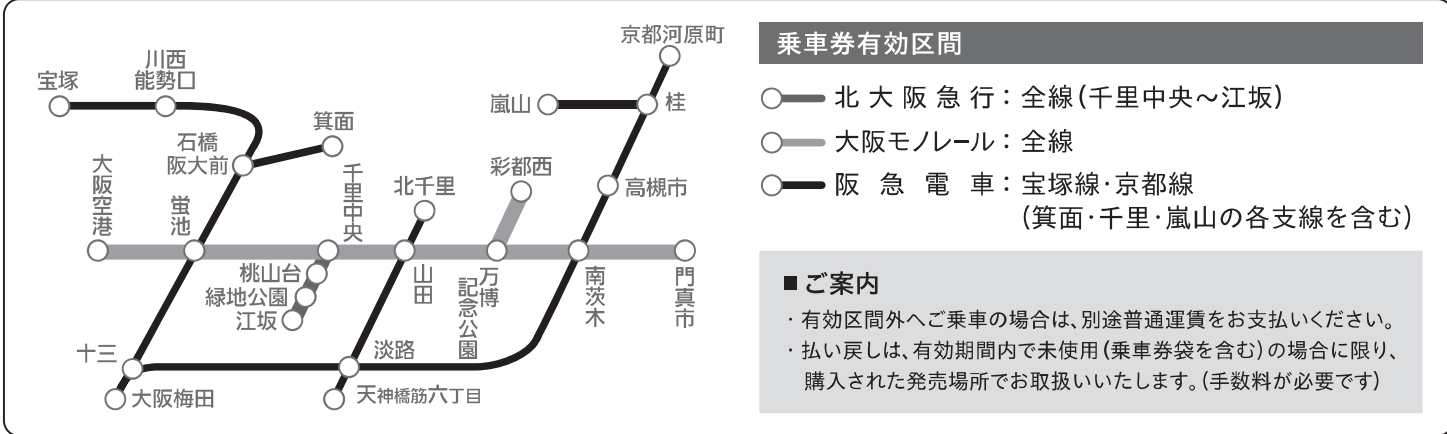 京都河原町
川西
能勢口
宝塚
嵐山
桂
箕面
石橋
阪大前
大阪空港
蛍池
千里中央
北千里
彩都西
高槻市
桃山台
緑地公園
江坂
山田
万博
記念公園
南茨木
門真市
十三
淡路
大阪梅田
天神橋筋六丁目
乗車券有効区間
北大阪急行：全線(千里中央～江坂)
大阪モノレール：全線
阪急電車：宝塚線・京都線
(箕面・千里・嵐山の各支線を含む)
■ご案内
・有効区間外へご乗車の場合は、別途普通運賃をお支払いください。
・払い戻しは、有効期間内で未使用(乗車券袋を含む)の場合に限り、
購入された発売場所でお取扱いいたします。(手数料が必要です)